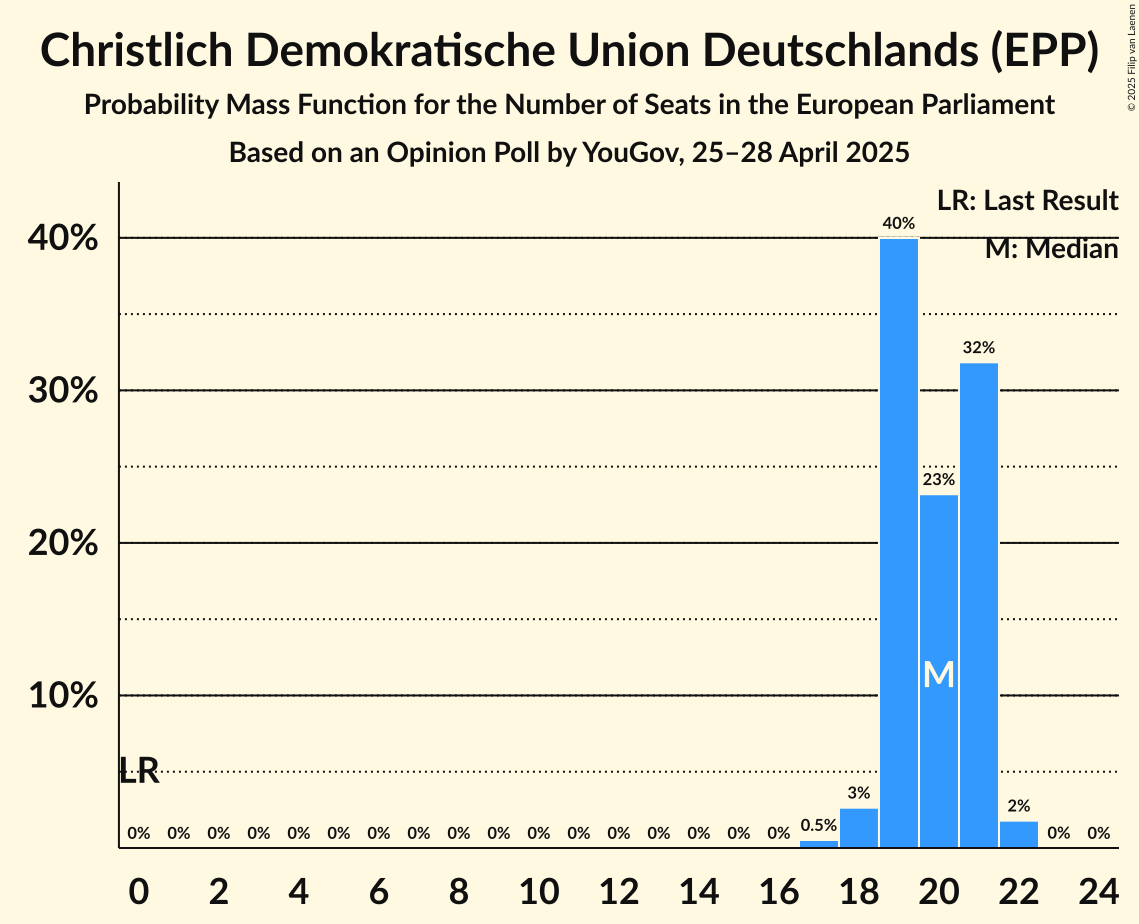 Christlich Demokratische Union Deutschlands (EPP)
Probability Mass Function for the Number of Seats in the European Parliament
Based on an Opinion Poll by YouGov, 25–28 April 2025
© 2025 Filip van Laenen
LR: Last Result
M: Median
40%
30%
20%
10%
LR
M
0% 0% 0% 0% 0% 0% 0% 0% 0% 0% 0% 0% 0% 0% 0% 0% 0% 0.5% 3% 40% 23% 32% 2% 0% 0%
0 2 4 6 8 10 12 14 16 18 20 22 24